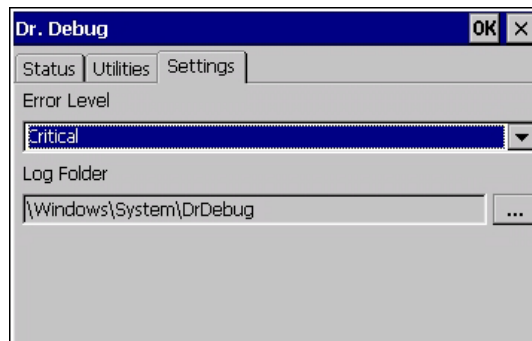 Dr. Debug OK ×
Status Utilities Settings
Error Level
Critical
Log Folder
\Windows\System\DrDebug ...